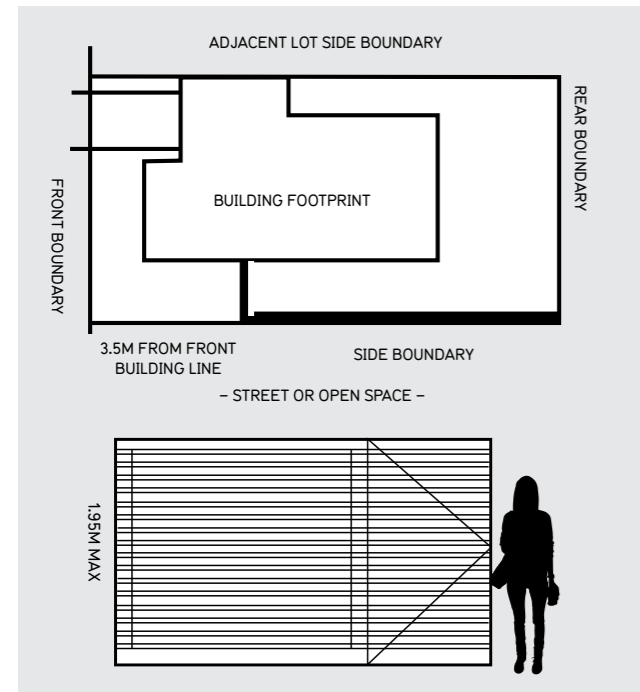 ADJACENT LOT SIDE BOUNDARY
REAR BOUNDARY
FRONT BOUNDARY
BUILDING FOOTPRINT
3.5M FROM FRONT
BUILDING LINE
SIDE BOUNDARY
– STREET OR OPEN SPACE –
1.95M MAX